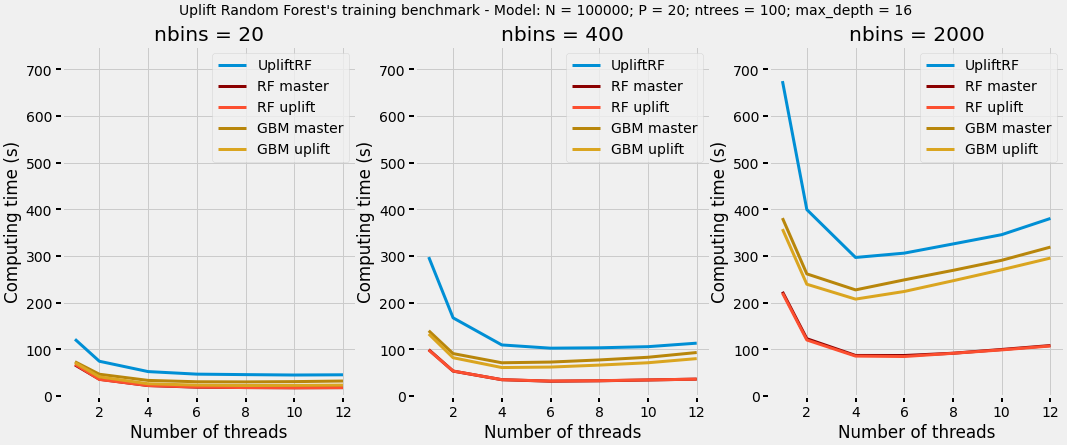 Uplift Random Forest's training benchmark - Model: N = 100000; P = 20; ntrees = 100; max_depth = 16
nbins = 20
Computing time (s)
700
600
500
400
300
200
100
0
2 4 6 8 10 12
Number of threads
UpliftRF
RF master
RF uplift
GBM master
GBM uplift
nbins = 400
Computing time (s)
700
600
500
400
300
200
100
0
2 4 6 8 10 12
Number of threads
UpliftRF
RF master
RF uplift
GBM master
GBM uplift
nbins = 2000
Computing time (s)
700
600
500
400
300
200
100
0
2 4 6 8 10 12
Number of threads
UpliftRF
RF master
RF uplift
GBM master
GBM uplift